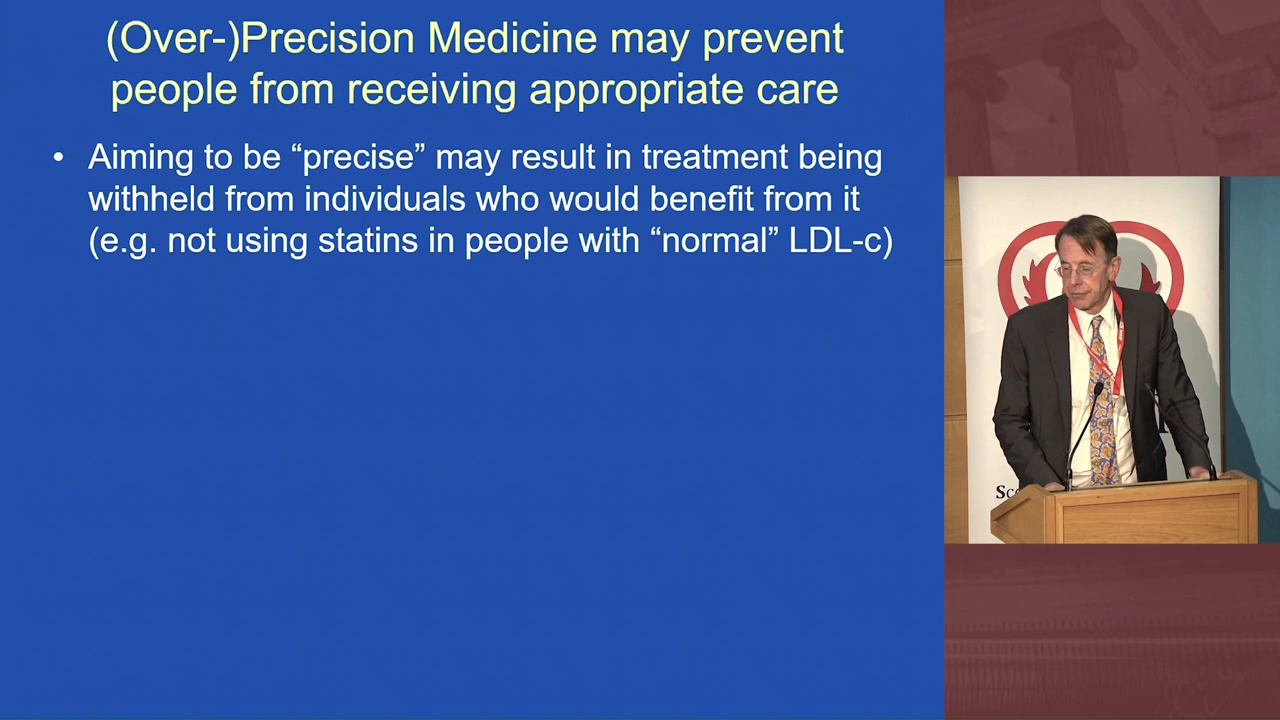 (Over-)Precision Medicine may prevent
people from receiving appropriate care
• Aiming to be “precise” may result in treatment being
withheld from individuals who would benefit from it
(e.g. not using statins in people with “normal” LDL-c)